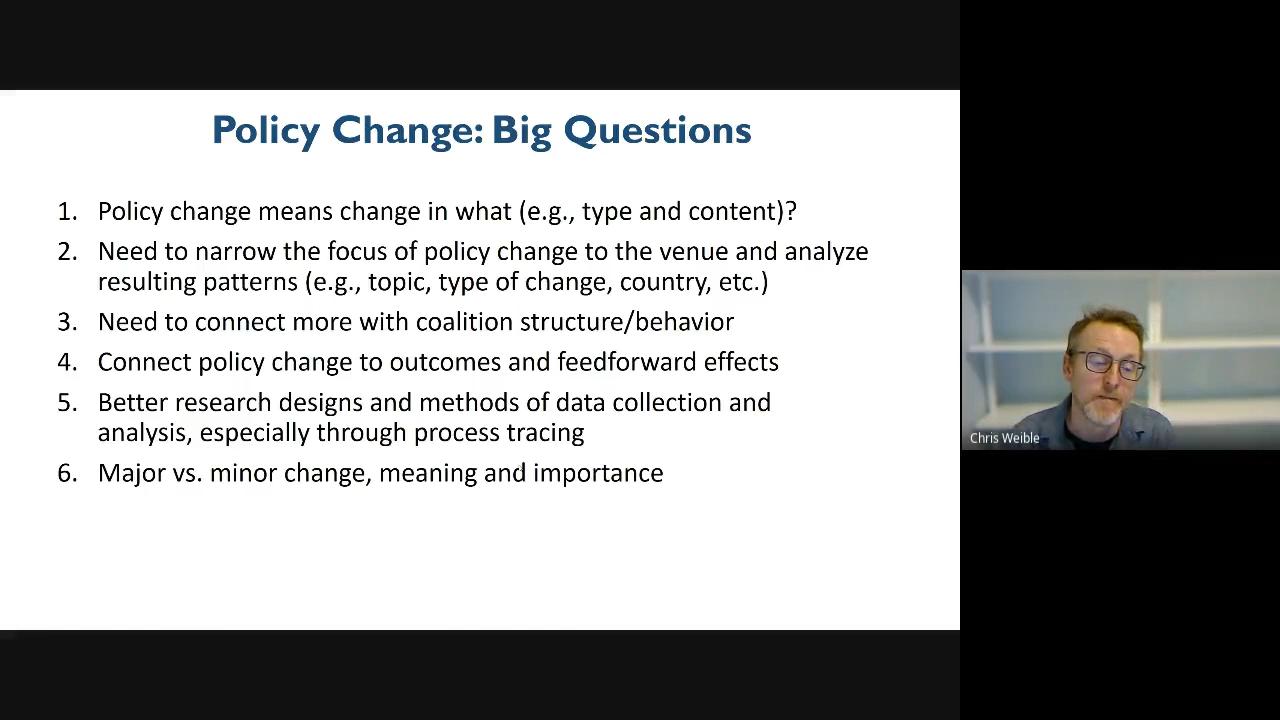 Policy Change: Big Questions
1. Policy change means change in what (e.g., type and content)?
2. Need to narrow the focus of policy change to the venue and analyze
resulting patterns (e.g., topic, type of change, country, etc.)
3. Need to connect more with coalition structure/behavior
4. Connect policy change to outcomes and feedforward effects
5. Better research designs and methods of data collection and
analysis, especially through process tracing
6. Major vs. minor change, meaning and importance
Chris Weible